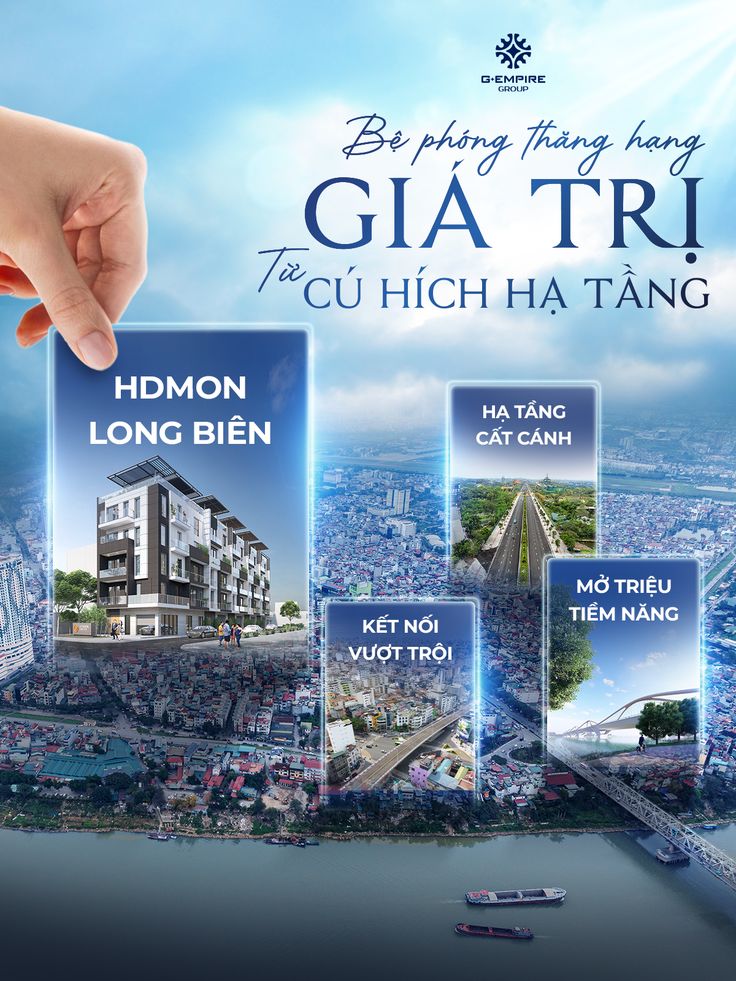 G•EMPIRE
GROUP
Bệ phóng thăng hạng
GIÁ TRỊ
Từ CÚ HÍCH HẠ TẦNG
HDMON
LONG BIÊN
HẠ TẦNG
CẤT CÁNH
KẾT NỐI
VƯỢT TRỘI
MỞ TRIỆU
TIỀM NĂNG